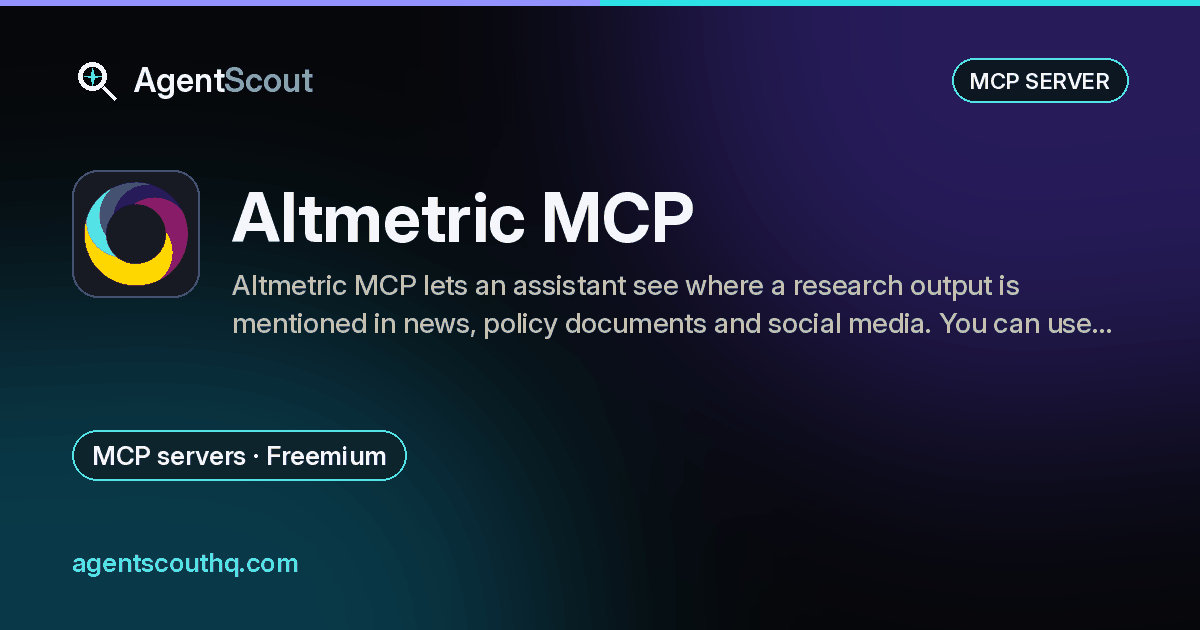 AgentScout
MCP SERVER
Altmetric MCP
Altmetric MCP lets an assistant see where a research output is
mentioned in news, policy documents and social media. You can use...
MCP servers · Freemium
agentscouthq.com